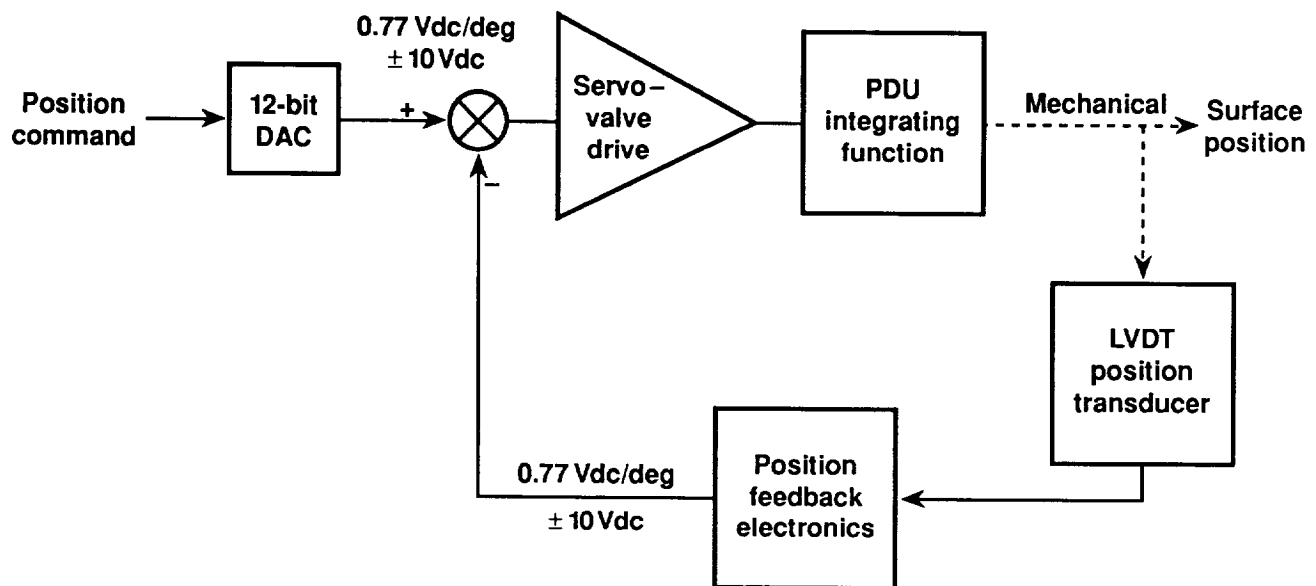 0.77 Vdc/deg
± 10 Vdc
Position
command
12-bit
DAC
+
−
Servo–
valve
drive
PDU
integrating
function
Mechanical
Surface
position
LVDT
position
transducer
Position
feedback
electronics
0.77 Vdc/deg
± 10 Vdc